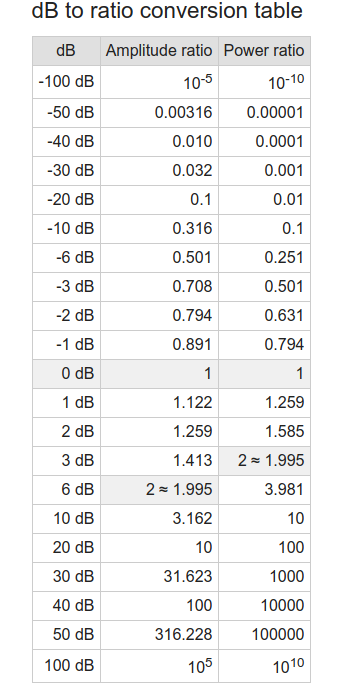 dB to ratio conversion table
dB Amplitude ratio Power ratio
-100 dB 10-5 10-10
-50 dB 0.00316 0.00001
-40 dB 0.010 0.0001
-30 dB 0.032 0.001
-20 dB 0.1 0.01
-10 dB 0.316 0.1
-6 dB 0.501 0.251
-3 dB 0.708 0.501
-2 dB 0.794 0.631
-1 dB 0.891 0.794
0 dB 1 1
1 dB 1.122 1.259
2 dB 1.259 1.585
3 dB 1.413 2 ≈ 1.995
6 dB 2 ≈ 1.995 3.981
10 dB 3.162 10
20 dB 10 100
30 dB 31.623 1000
40 dB 100 10000
50 dB 316.228 100000
100 dB 10⁵ 10¹⁰